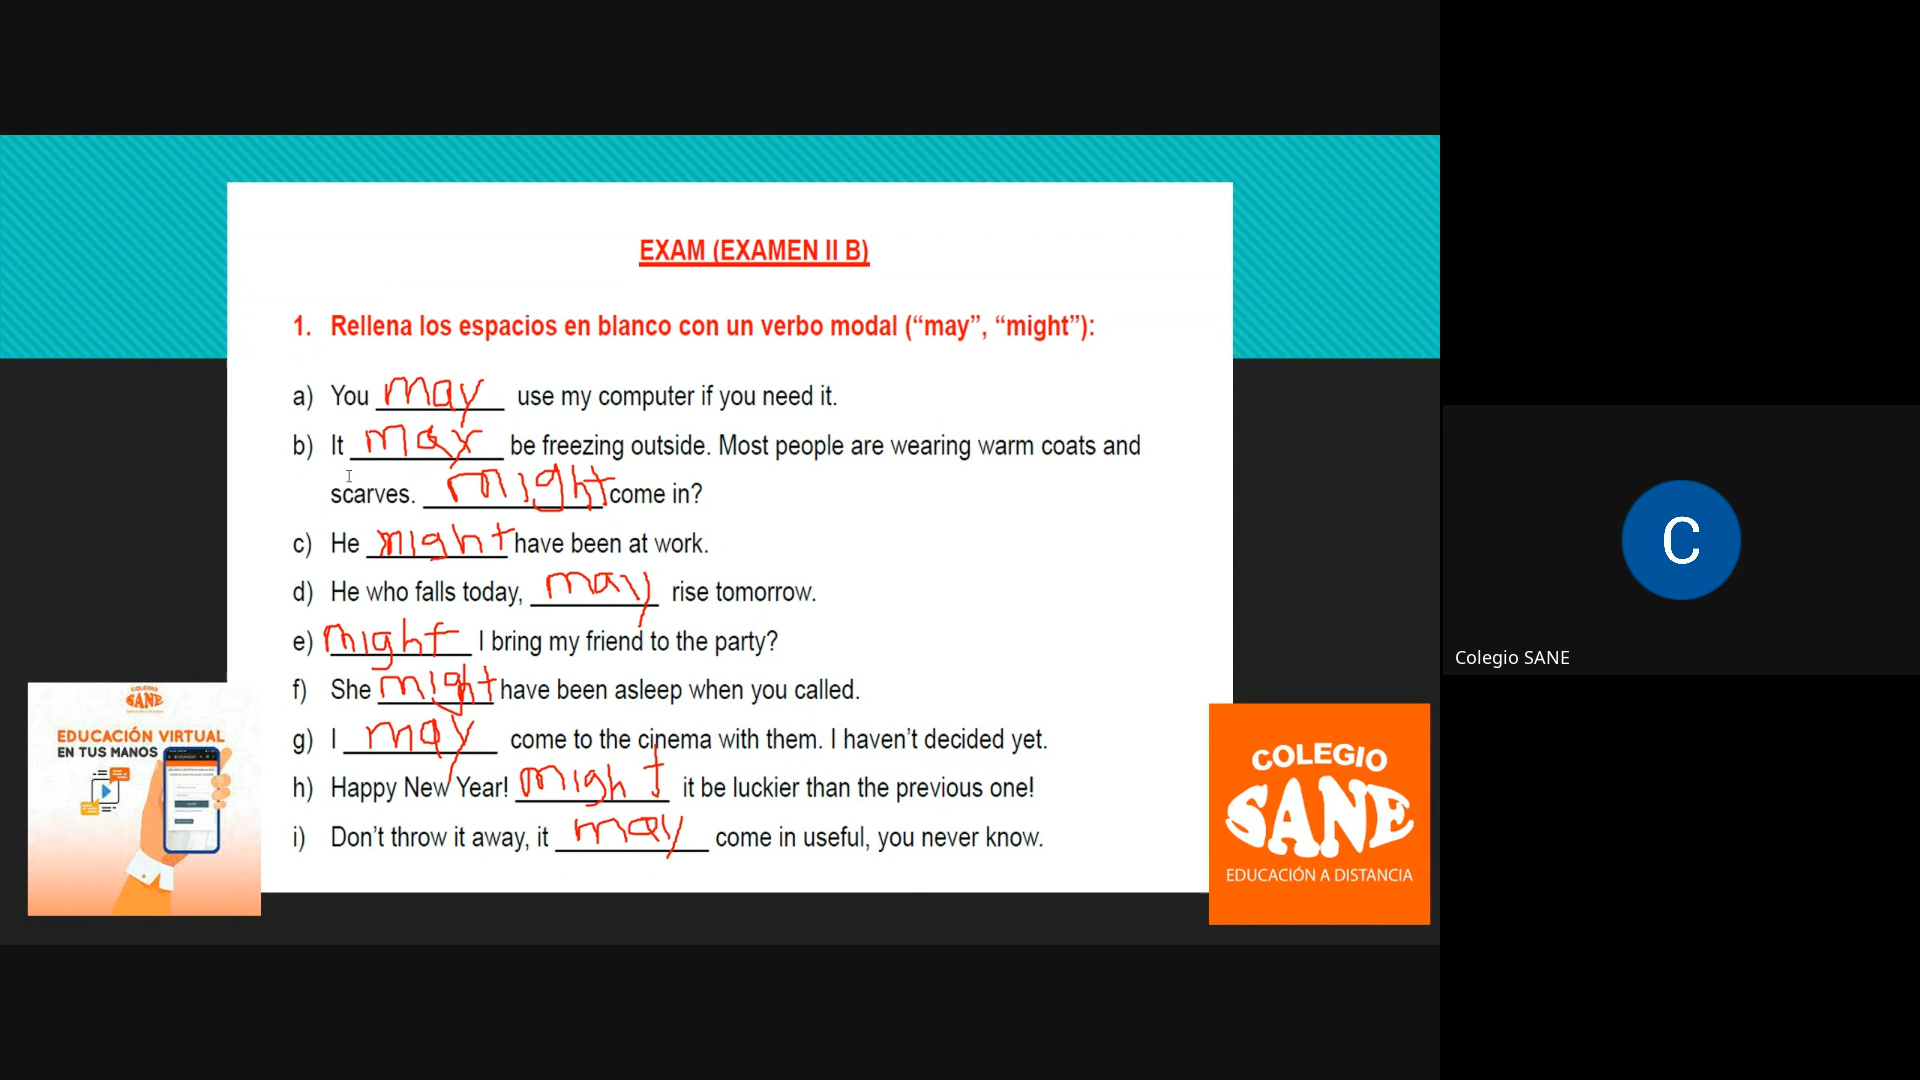 EXAM (EXAMEN II B)
1. Rellena los espacios en blanco con un verbo modal (“may”, “might”):
a) You may use my computer if you need it.
b) It may be freezing outside. Most people are wearing warm coats and
scarves. might come in?
c) He might have been at work.
d) He who falls today, may rise tomorrow.
e) might I bring my friend to the party?
f) She might have been asleep when you called.
g) I may come to the cinema with them. I haven’t decided yet.
h) Happy New Year! might it be luckier than the previous one!
i) Don’t throw it away, it may come in useful, you never know.
COLEGIO
SANE
EDUCACIÓN VIRTUAL
EN TUS MANOS
COLEGIO
SANE
EDUCACIÓN A DISTANCIA
C
Colegio SANE